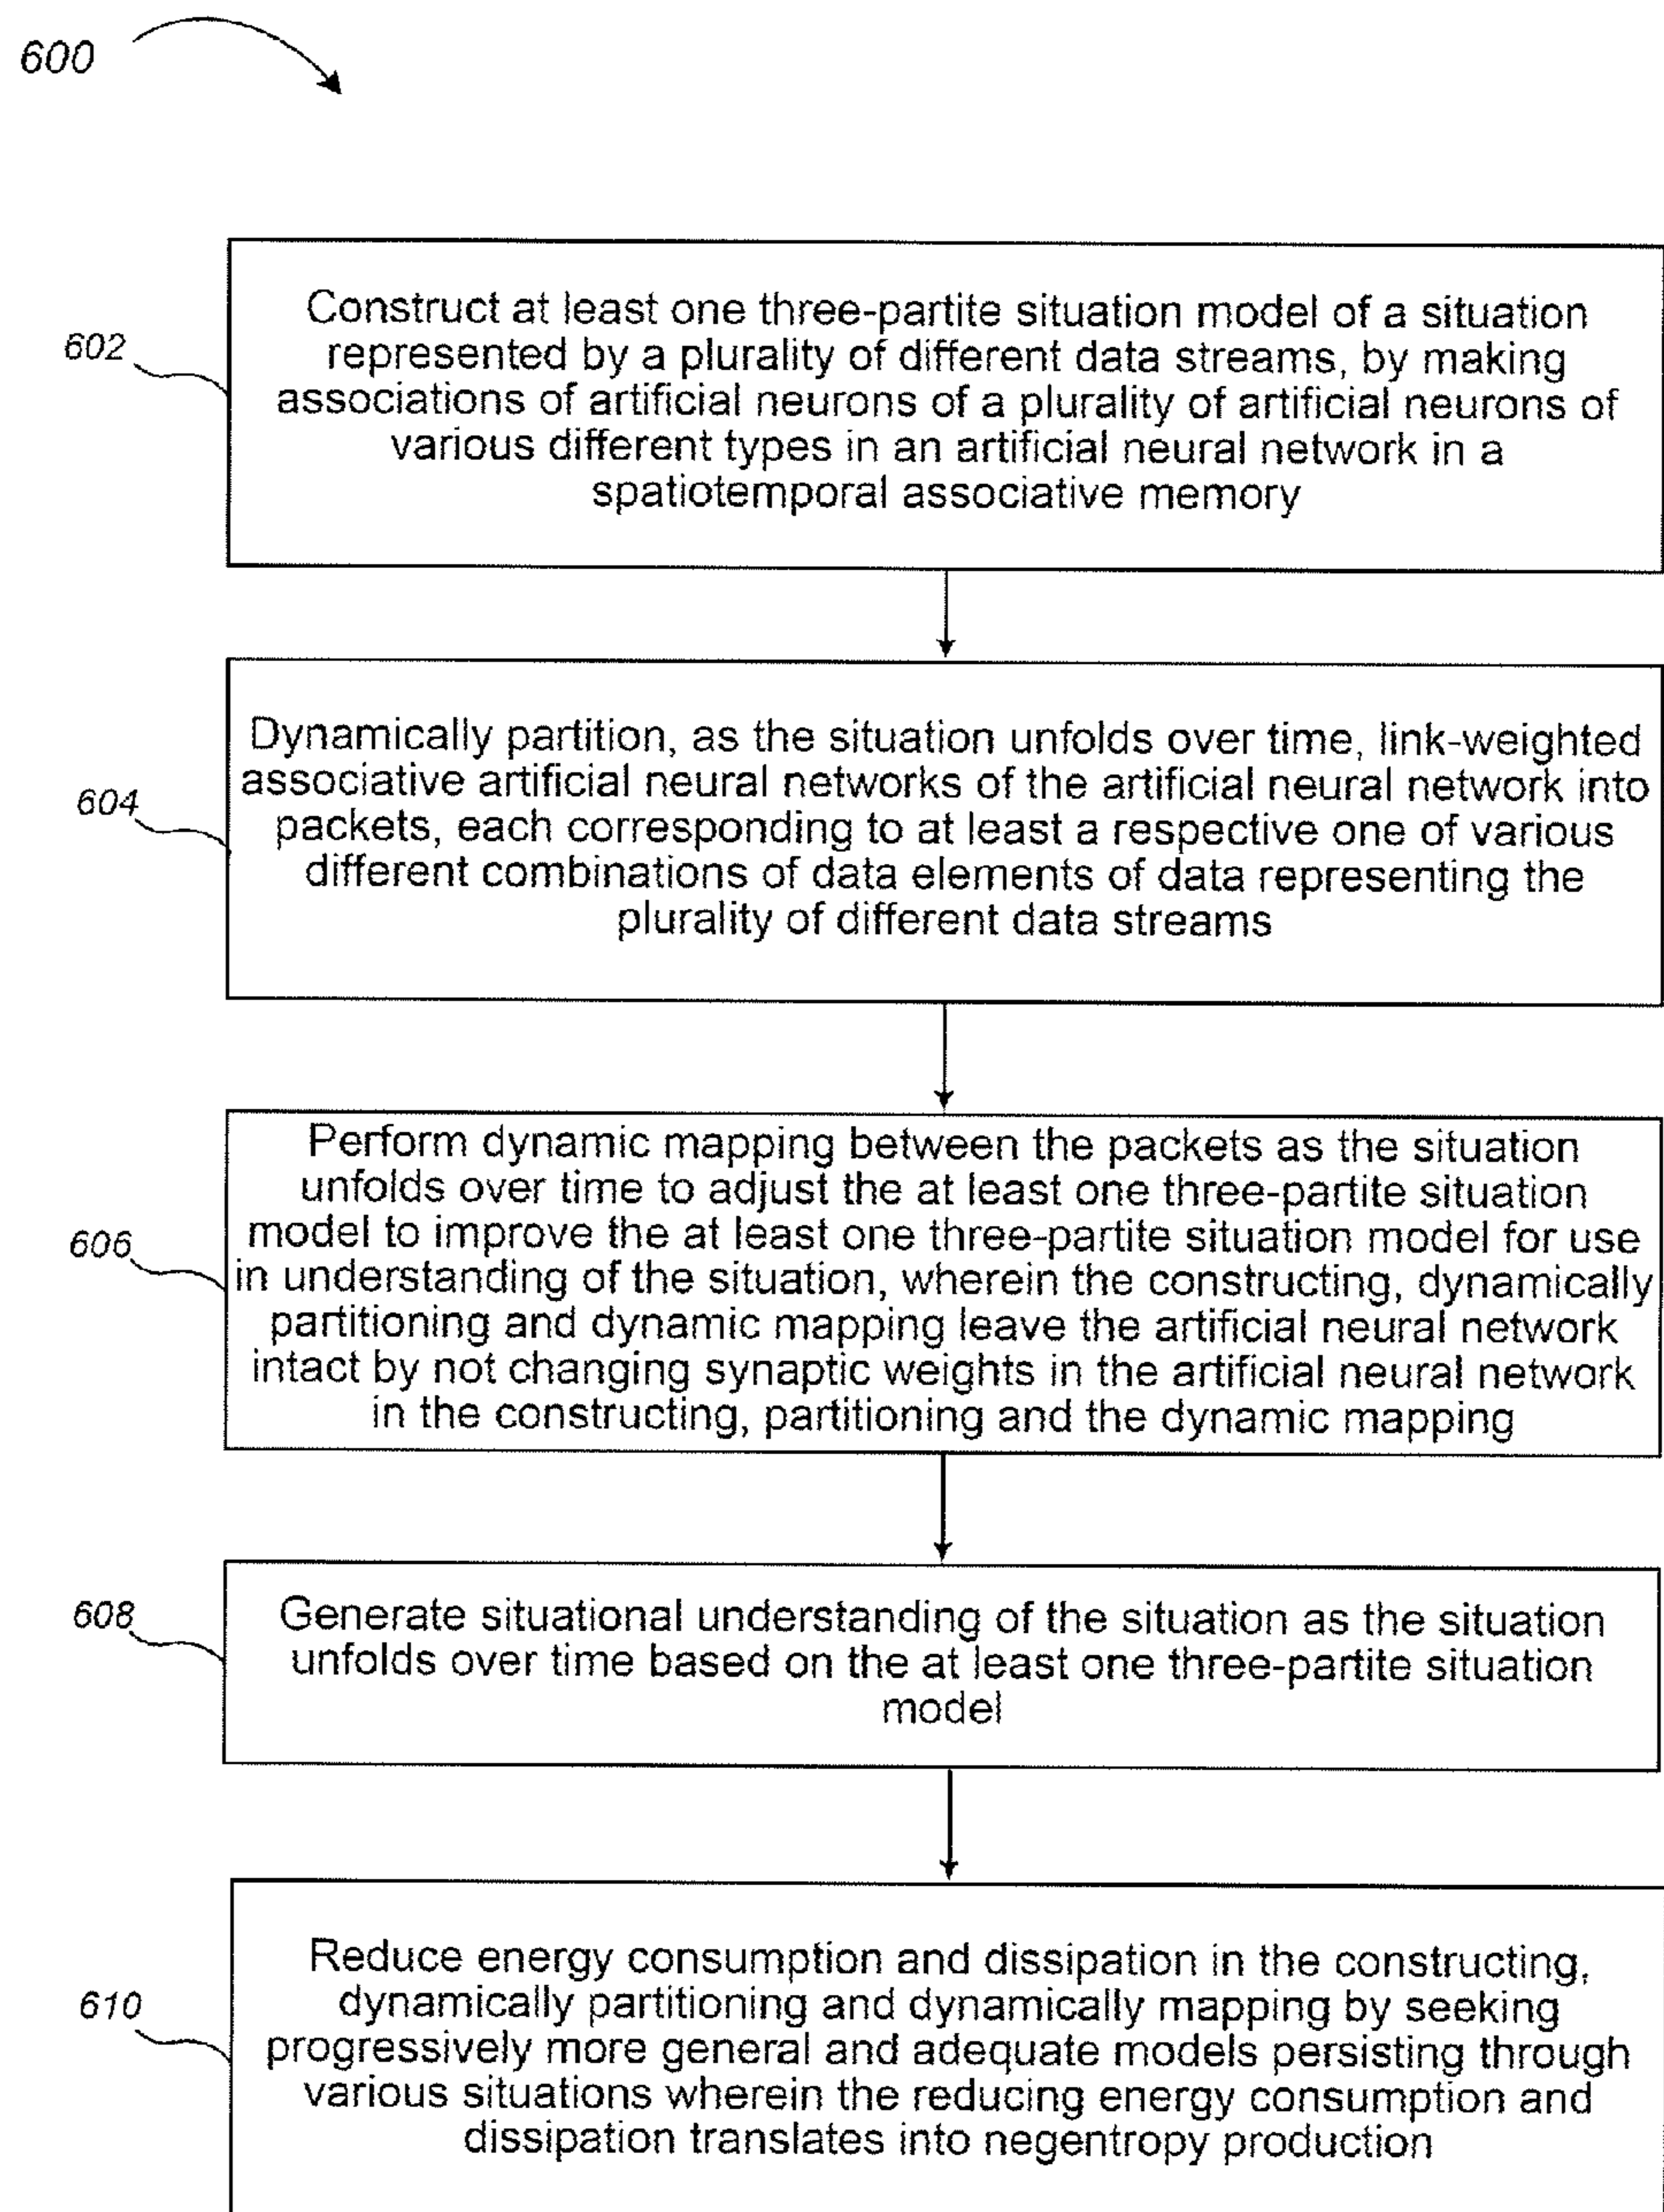 600
602
Construct at least one three-partite situation model of a situation
represented by a plurality of different data streams, by making
associations of artificial neurons of a plurality of artificial neurons of
various different types in an artificial neural network in a
spatiotemporal associative memory
604
Dynamically partition, as the situation unfolds over time, link-weighted
associative artificial neural networks of the artificial neural network into
packets, each corresponding to at least a respective one of various
different combinations of data elements of data representing the
plurality of different data streams
606
Perform dynamic mapping between the packets as the situation
unfolds over time to adjust the at least one three-partite situation
model to improve the at least one three-partite situation model for use
in understanding of the situation, wherein the constructing, dynamically
partitioning and dynamic mapping leave the artificial neural network
intact by not changing synaptic weights in the artificial neural network
in the constructing, partitioning and the dynamic mapping
608
Generate situational understanding of the situation as the situation
unfolds over time based on the at least one three-partite situation
model
610
Reduce energy consumption and dissipation in the constructing,
dynamically partitioning and dynamically mapping by seeking
progressively more general and adequate models persisting through
various situations wherein the reducing energy consumption and
dissipation translates into negentropy production